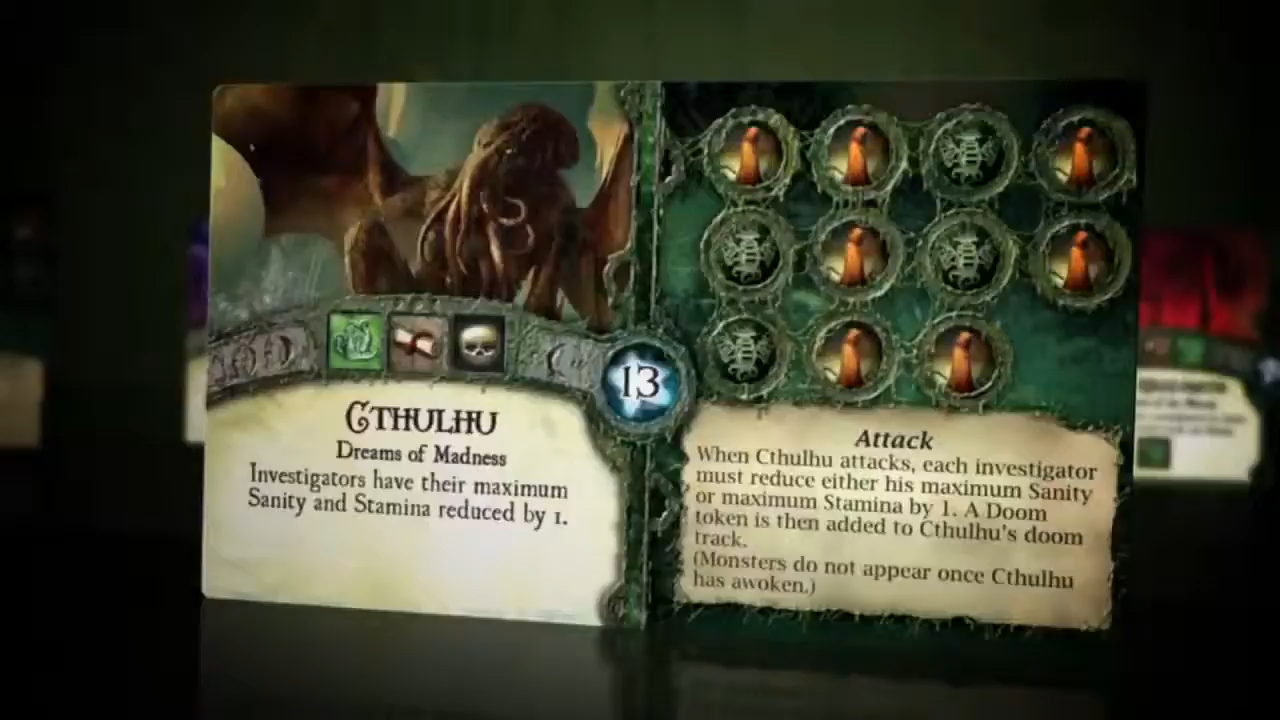 13
CTHULHU
Dreams of Madness
Investigators have their maximum
Sanity and Stamina reduced by 1.
Attack
When Cthulhu attacks, each investigator
must reduce either his maximum Sanity
or maximum Stamina by 1. A Doom
token is then added to Cthulhu's doom
track.
(Monsters do not appear once Cthulhu
has awoken.)